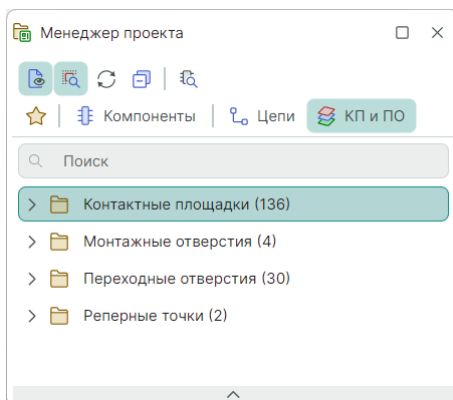 Менеджер проекта
Компоненты Цепи КП и ПО
Поиск
Контактные площадки (136)
Монтажные отверстия (4)
Переходные отверстия (30)
Реперные точки (2)